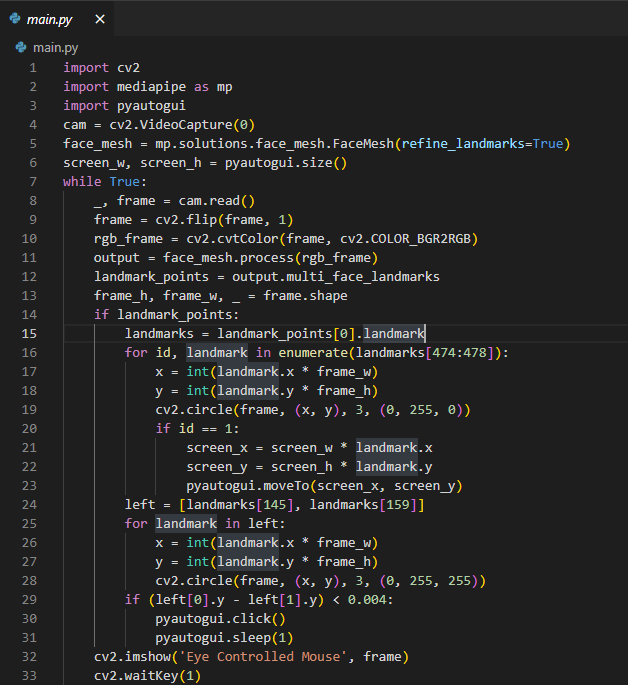 main.py ×
main.py
1 import cv2
2 import mediapipe as mp
3 import pyautogui
4 cam = cv2.VideoCapture(0)
5 face_mesh = mp.solutions.face_mesh.FaceMesh(refine_landmarks=True)
6 screen_w, screen_h = pyautogui.size()
7 while True:
8     _, frame = cam.read()
9     frame = cv2.flip(frame, 1)
10     rgb_frame = cv2.cvtColor(frame, cv2.COLOR_BGR2RGB)
11     output = face_mesh.process(rgb_frame)
12     landmark_points = output.multi_face_landmarks
13     frame_h, frame_w, _ = frame.shape
14     if landmark_points:
15         landmarks = landmark_points[0].landmark
16         for id, landmark in enumerate(landmarks[474:478]):
17             x = int(landmark.x * frame_w)
18             y = int(landmark.y * frame_h)
19             cv2.circle(frame, (x, y), 3, (0, 255, 0))
20             if id == 1:
21                 screen_x = screen_w * landmark.x
22                 screen_y = screen_h * landmark.y
23                 pyautogui.moveTo(screen_x, screen_y)
24         left = [landmarks[145], landmarks[159]]
25         for landmark in left:
26             x = int(landmark.x * frame_w)
27             y = int(landmark.y * frame_h)
28             cv2.circle(frame, (x, y), 3, (0, 255, 255))
29         if (left[0].y - left[1].y) < 0.004:
30             pyautogui.click()
31             pyautogui.sleep(1)
32     cv2.imshow('Eye Controlled Mouse', frame)
33     cv2.waitKey(1)